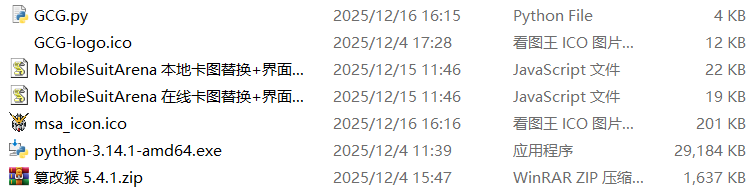 GCG.py 2025/12/16 16:15 Python File 4 KB
GCG-logo.ico 2025/12/4 17:28 看图王 ICO 图片... 12 KB
MobileSuitArena 本地卡图替换+界面... 2025/12/15 11:46 JavaScript 文件 22 KB
MobileSuitArena 在线卡图替换+界面... 2025/12/15 11:46 JavaScript 文件 19 KB
msa_icon.ico 2025/12/16 16:16 看图王 ICO 图片... 201 KB
python-3.14.1-amd64.exe 2025/12/4 11:39 应用程序 29,184 KB
篡改猴 5.4.1.zip 2025/12/4 15:47 WinRAR ZIP 压缩... 1,637 KB